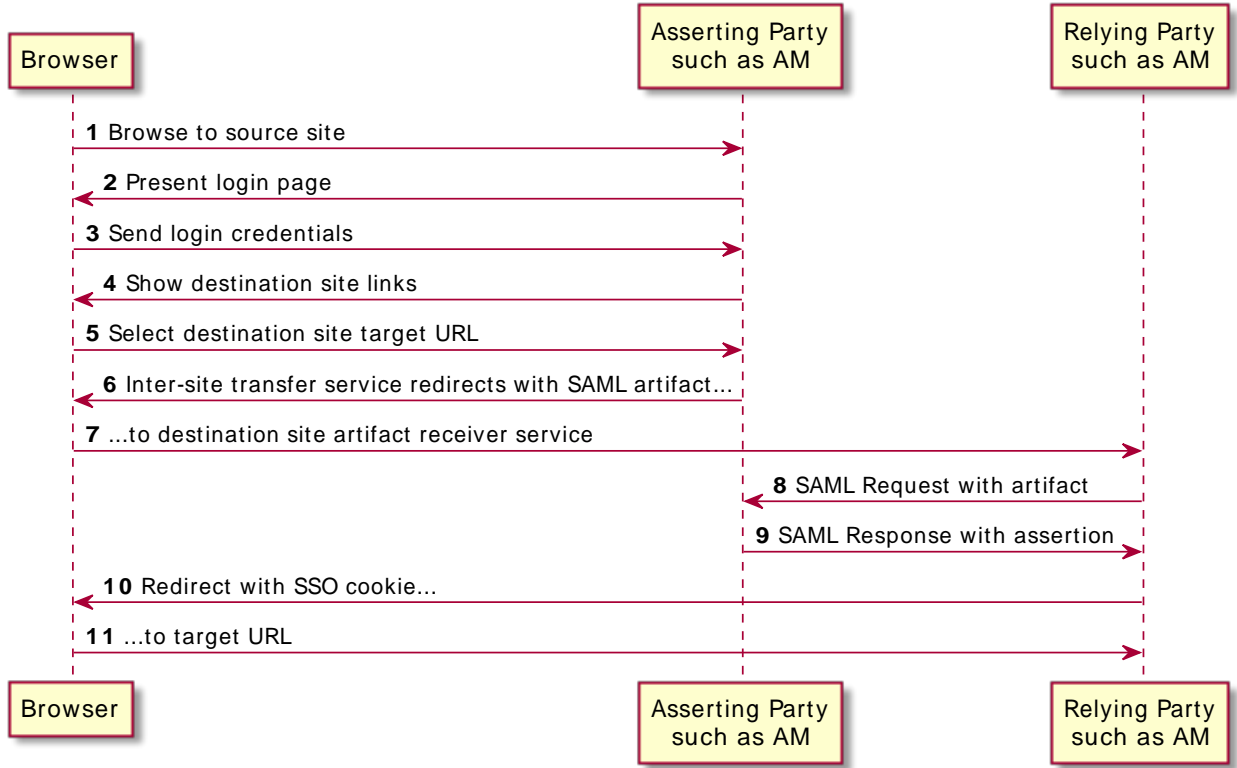 Browser
Asserting Party
such as AM
Relying Party
such as AM
1 Browse to source site
2 Present login page
3 Send login credentials
4 Show destination site links
5 Select destination site target URL
6 Inter-site transfer service redirects with SAML artifact...
7 ...to destination site artifact receiver service
8 SAML Request with artifact
9 SAML Response with assertion
10 Redirect with SSO cookie...
11 ...to target URL
Browser
Asserting Party
such as AM
Relying Party
such as AM